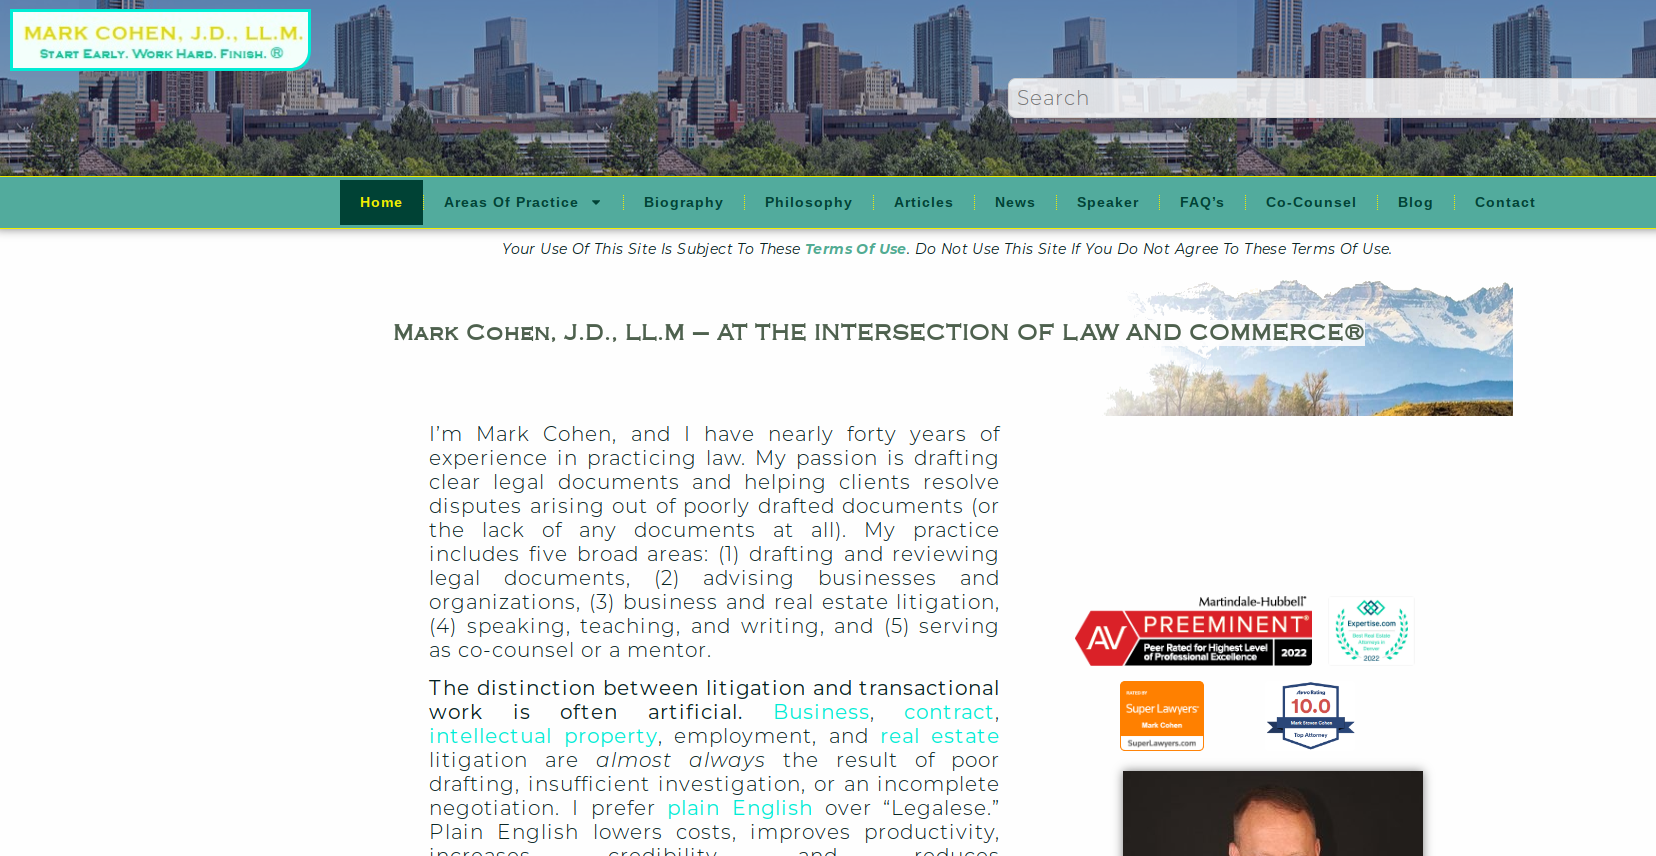 MARK COHEN, J.D., LL.M.
Start Early. Work Hard. Finish. ®
Search
Home
Areas Of Practice
Biography
Philosophy
Articles
News
Speaker
FAQ's
Co-Counsel
Blog
Contact
Your Use Of This Site Is Subject To These Terms Of Use. Do Not Use This Site If You Do Not Agree To These Terms Of Use.
Mark Cohen, J.D., LL.M – AT THE INTERSECTION OF LAW AND COMMERCE®
I’m Mark Cohen, and I have nearly forty years of
experience in practicing law. My passion is drafting
clear legal documents and helping clients resolve
disputes arising out of poorly drafted documents (or
the lack of any documents at all). My practice
includes five broad areas: (1) drafting and reviewing
legal documents, (2) advising businesses and
organizations, (3) business and real estate litigation,
(4) speaking, teaching, and writing, and (5) serving
as co-counsel or a mentor.
The distinction between litigation and transactional
work is often artificial. Business, contract,
intellectual property, employment, and real estate
litigation are almost always the result of poor
drafting, insufficient investigation, or an incomplete
negotiation. I prefer plain English over “Legalese.”
Plain English lowers costs, improves productivity,
increases credibility, and reduces
Martindale-Hubbell®
AV PREEMINENT®
Peer Rated for Highest Level
of Professional Excellence
2022
Expertise.com
Best Real Estate
Attorneys in
Denver
2022
RATED BY
Super Lawyers
Mark Cohen
SuperLawyers.com
Avvo Rating
10.0
Mark Steven Cohen
Top Attorney